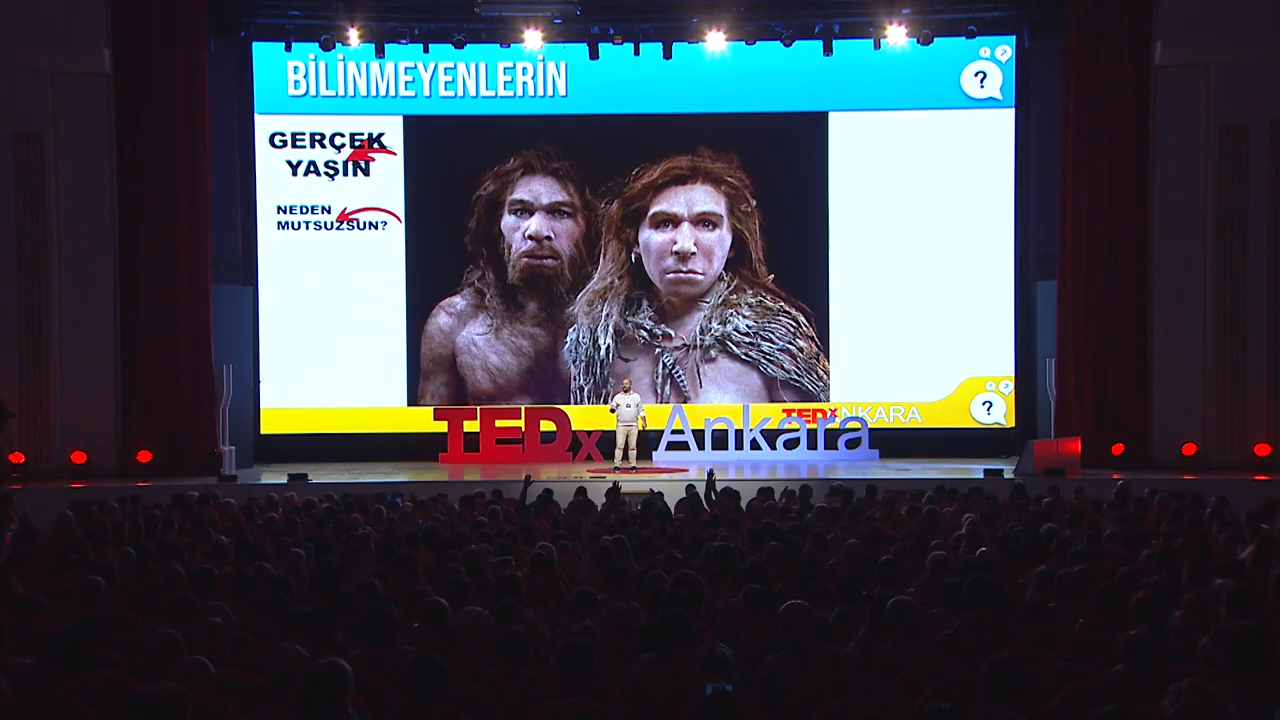 BİLİNMEYENLERİN
?
GERÇEK
YAŞIN
NEDEN
MUTSUZSUN?
TEDxANKARA
?
TEDx Ankara